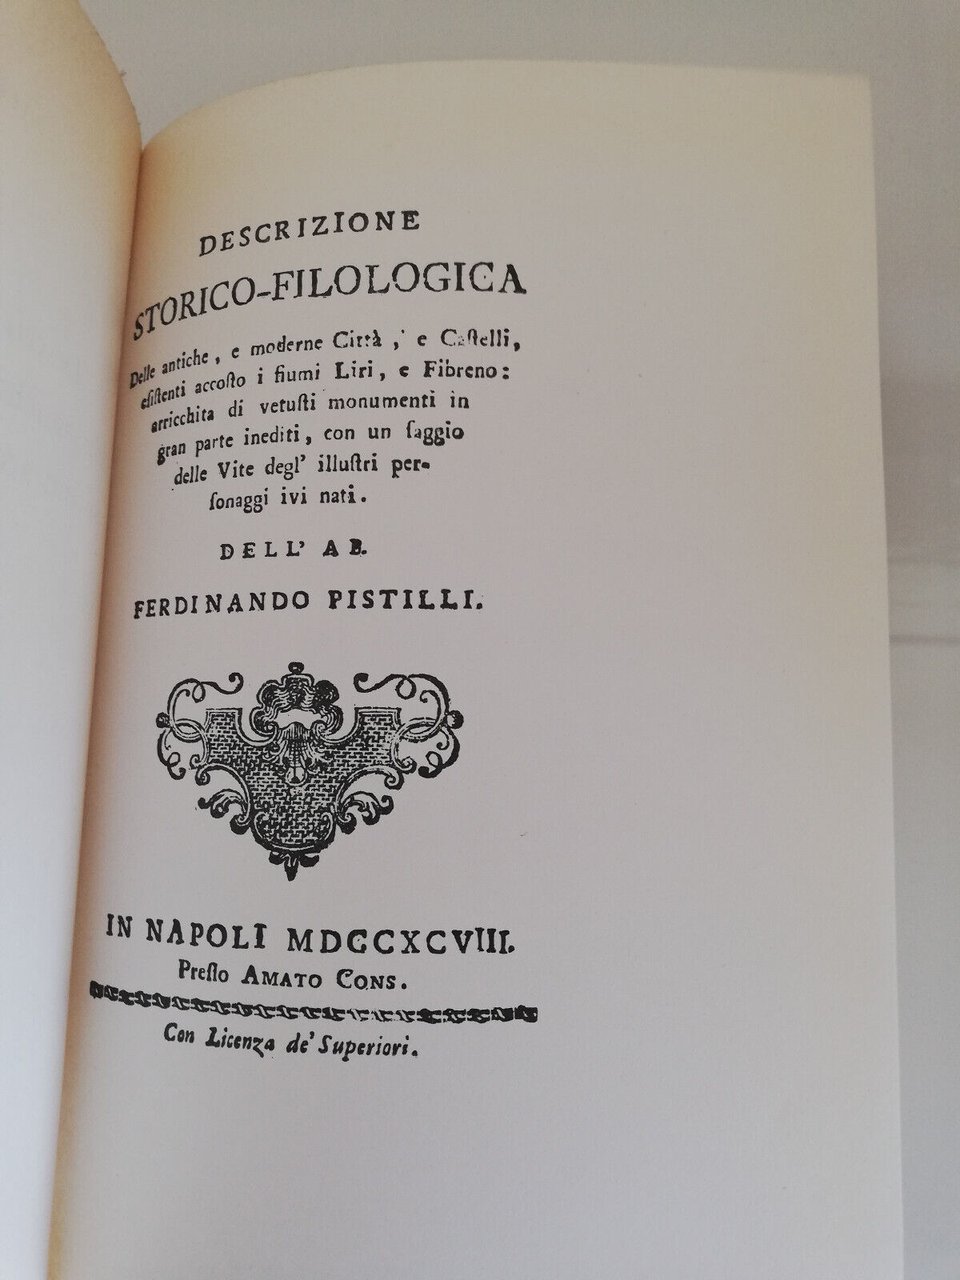 DESCRIZIONE
STORICO-FILOLOGICA
Delle antiche, e moderne Città, e Caſtelli,
eſiſtenti accoſto i fiumi Liri, e Fibreno:
arricchita di vetuſti monumenti in
gran parte inediti, con un ſaggio
delle Vite degl' illuſtri per-
ſonaggi ivi nati.
DELL' AB.
FERDINANDO PISTILLI.
IN NAPOLI MDCCXCVIII.
Preſſo AMATO CONS.
Con Licenza de' Superiori.